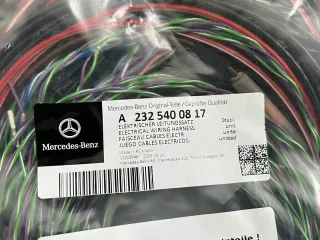 Mercedes-Benz Original-Teile / Geprüfte Qualität
A 232 540 08 17
ELEKTRISCHER LEITUNGSSATZ
ELECTRICAL WIRING HARNESS
FAISCEAU CABLES ELECTR.
JUEGO CABLES ELECTRICOS
Stück
unit
unité
unidad
Mercedes-Benz